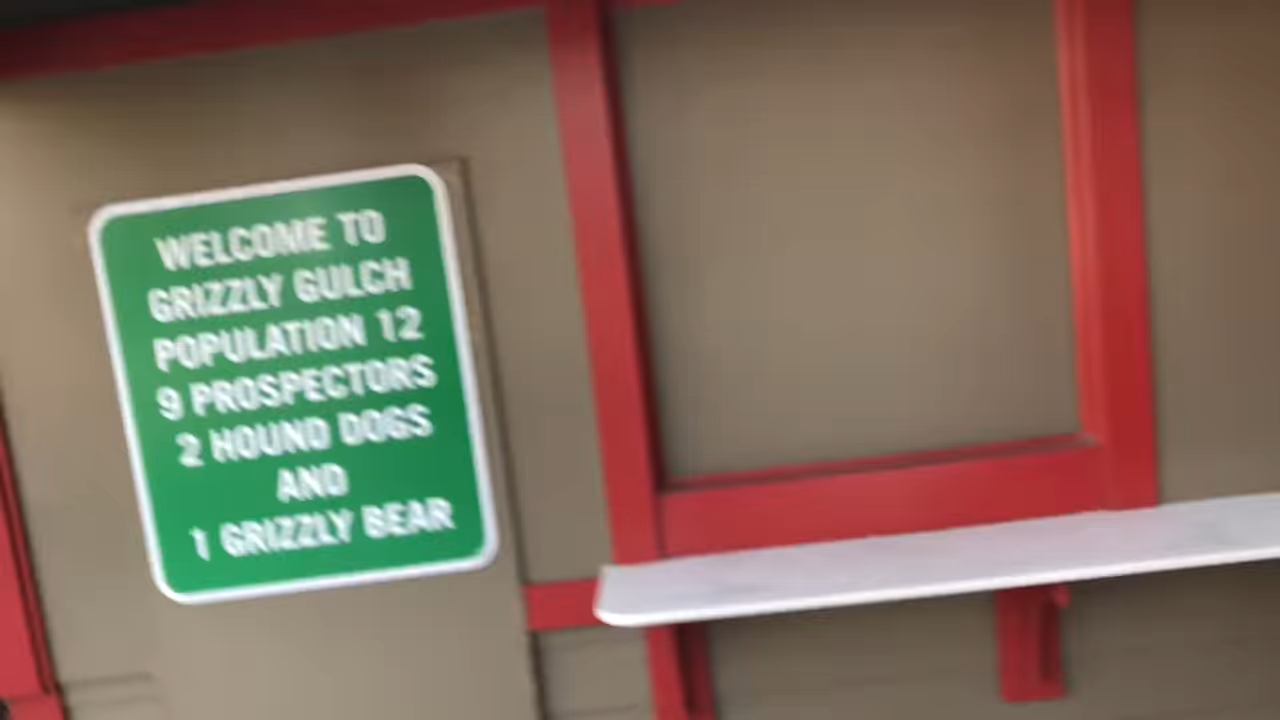 WELCOME TO
GRIZZLY GULCH
POPULATION 12
9 PROSPECTORS
2 HOUND DOGS
AND
1 GRIZZLY BEAR